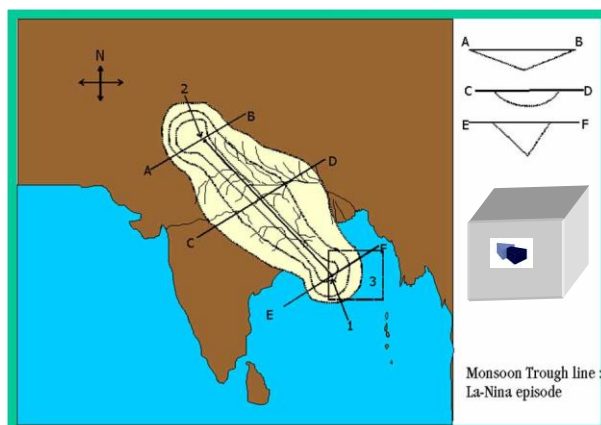 N
2
B
A
D
C
F
3
E
1
A B
C D
E F
Monsoon Trough line :
La-Nina episode